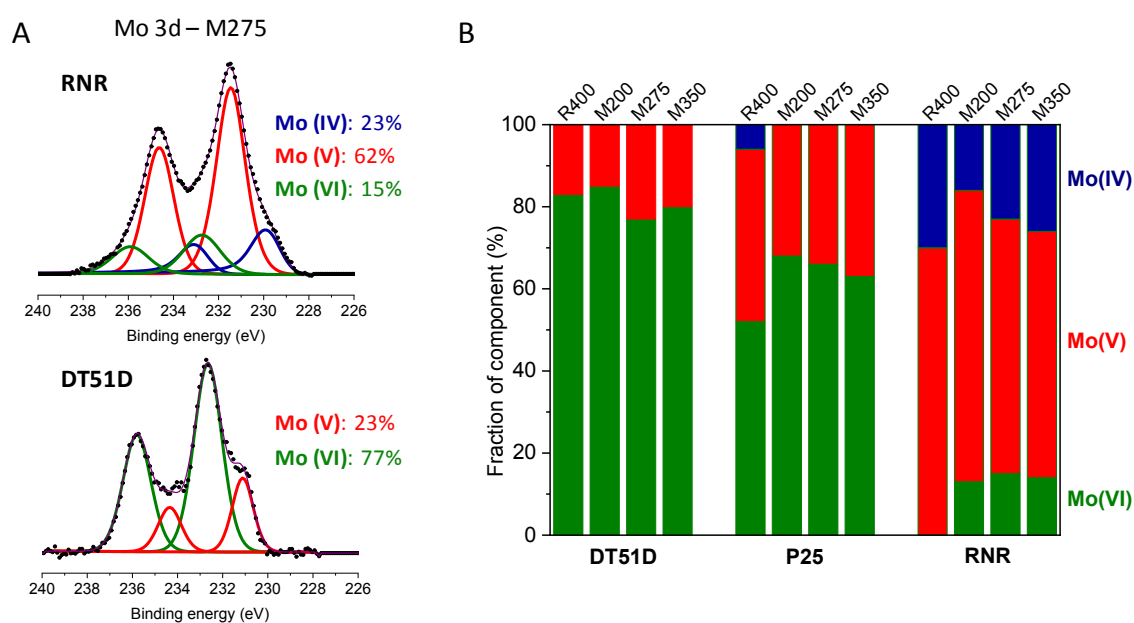 A
Mo 3d – M275
RNR
Mo (IV): 23%
Mo (V): 62%
Mo (VI): 15%
240 238 236 234 232 230 228 226
Binding energy (eV)
DT51D
Mo (V): 23%
Mo (VI): 77%
240 238 236 234 232 230 228 226
Binding energy (eV)
B
R400 M200 M275 M350 R400 M200 M275 M350 R400 M200 M275 M350
100
80
60
40
20
0
Fraction of component (%)
Mo(IV)
Mo(V)
Mo(VI)
DT51D P25 RNR